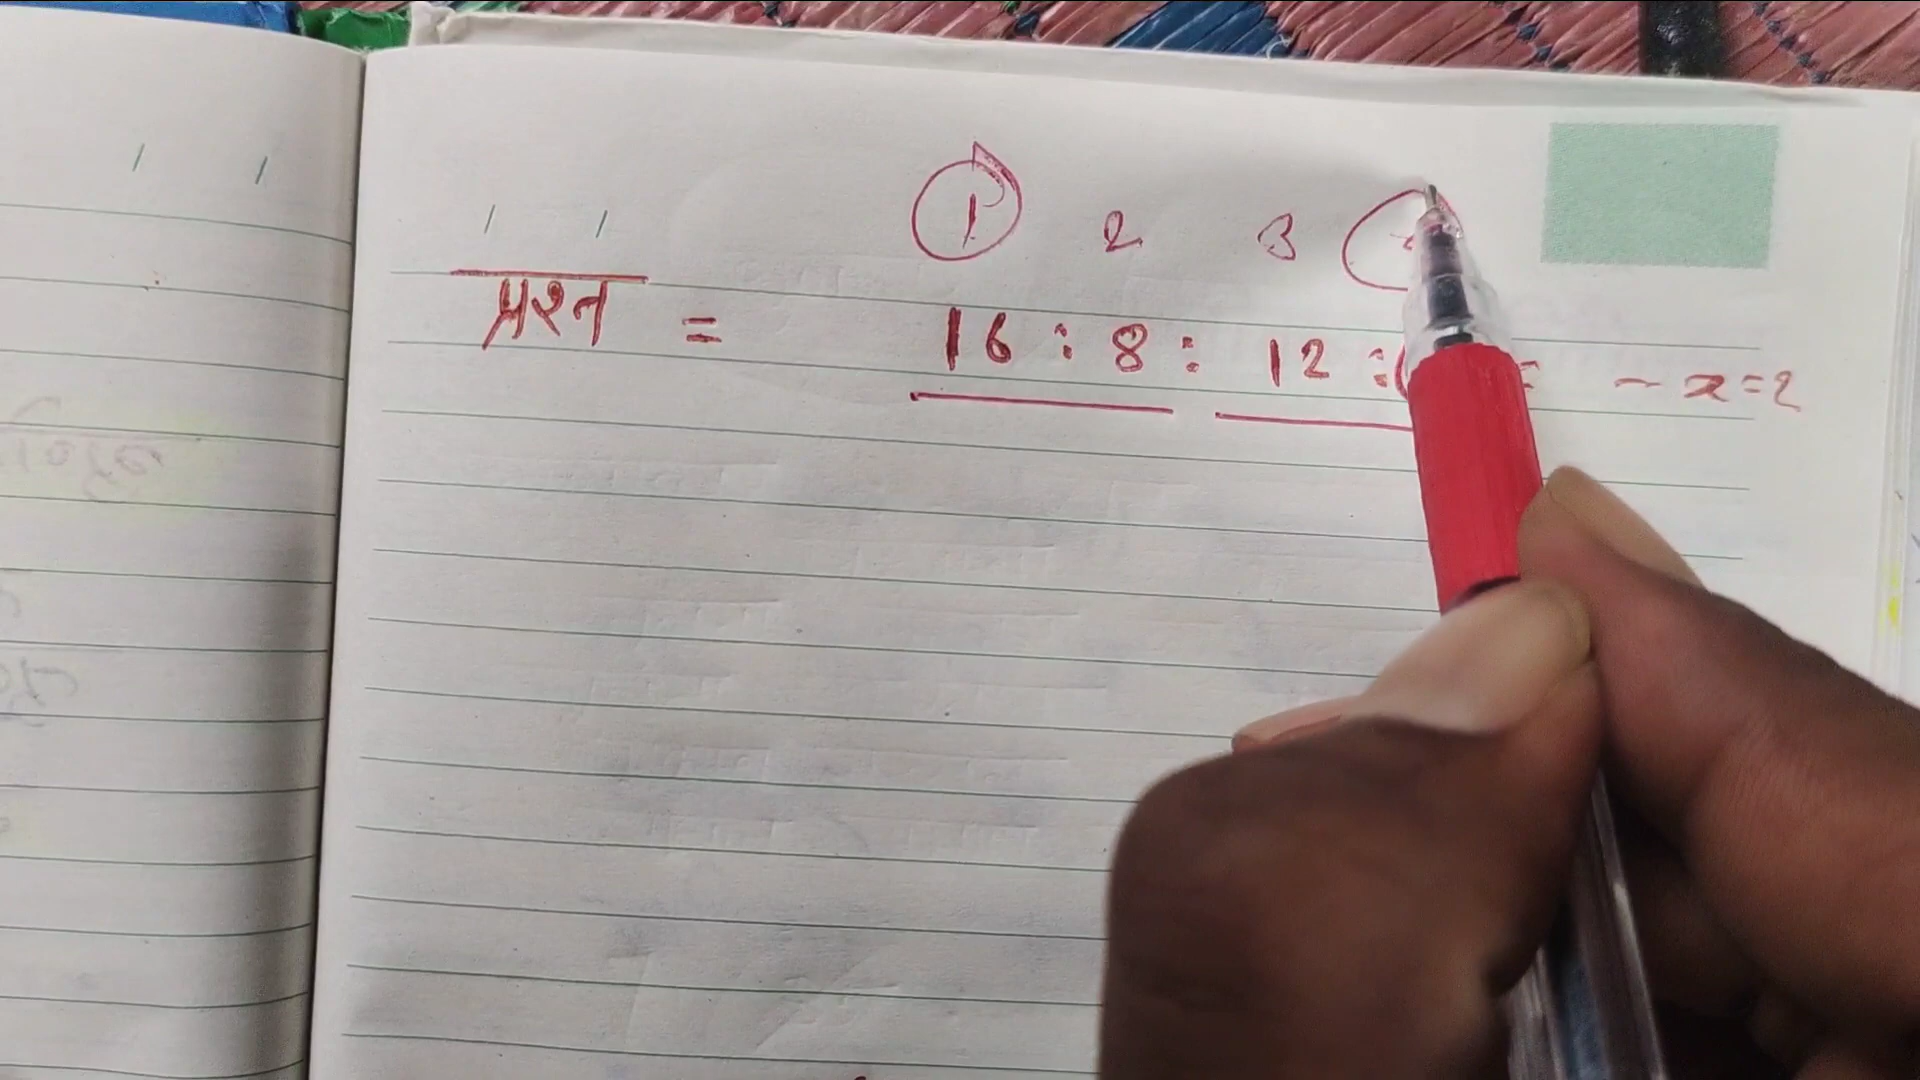 1 2 3
प्रश्न = 16 : 8 : 12 : = - x=2